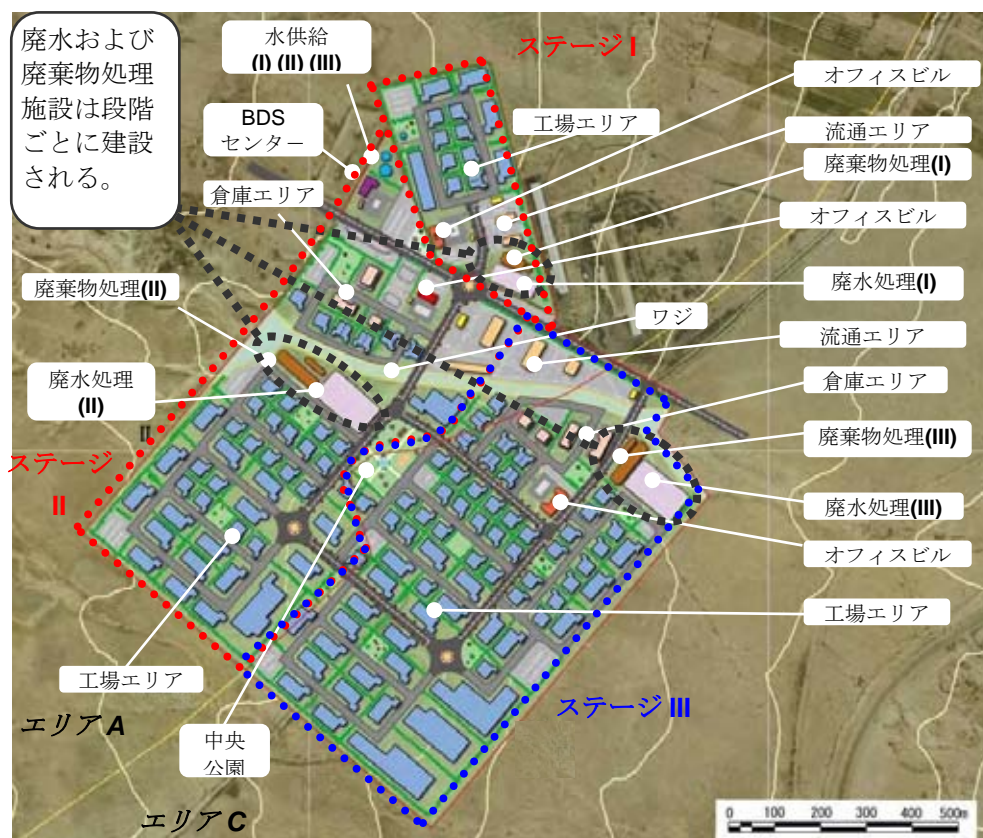 廃水および
廃棄物処理
施設は段階
ごとに建設
される。
水供給
(I) (II) (III)
ステージ I
オフィスビル
BDS
センター
工場エリア
流通エリア
倉庫エリア
廃棄物処理(I)
オフィスビル
廃棄物処理(II)
廃水処理(I)
ワジ
流通エリア
廃水処理
(II)
倉庫エリア
II
廃棄物処理(III)
ステージ
II
廃水処理(III)
オフィスビル
工場エリア
工場エリア
ステージ III
エリア A
中央
公園
エリア C
0 100 200 300 400 500m